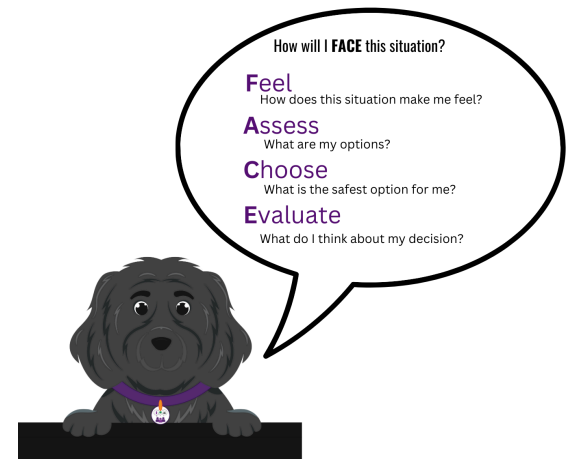 How will I FACE this situation?
Feel
How does this situation make me feel?
Assess
What are my options?
Choose
What is the safest option for me?
Evaluate
What do I think about my decision?